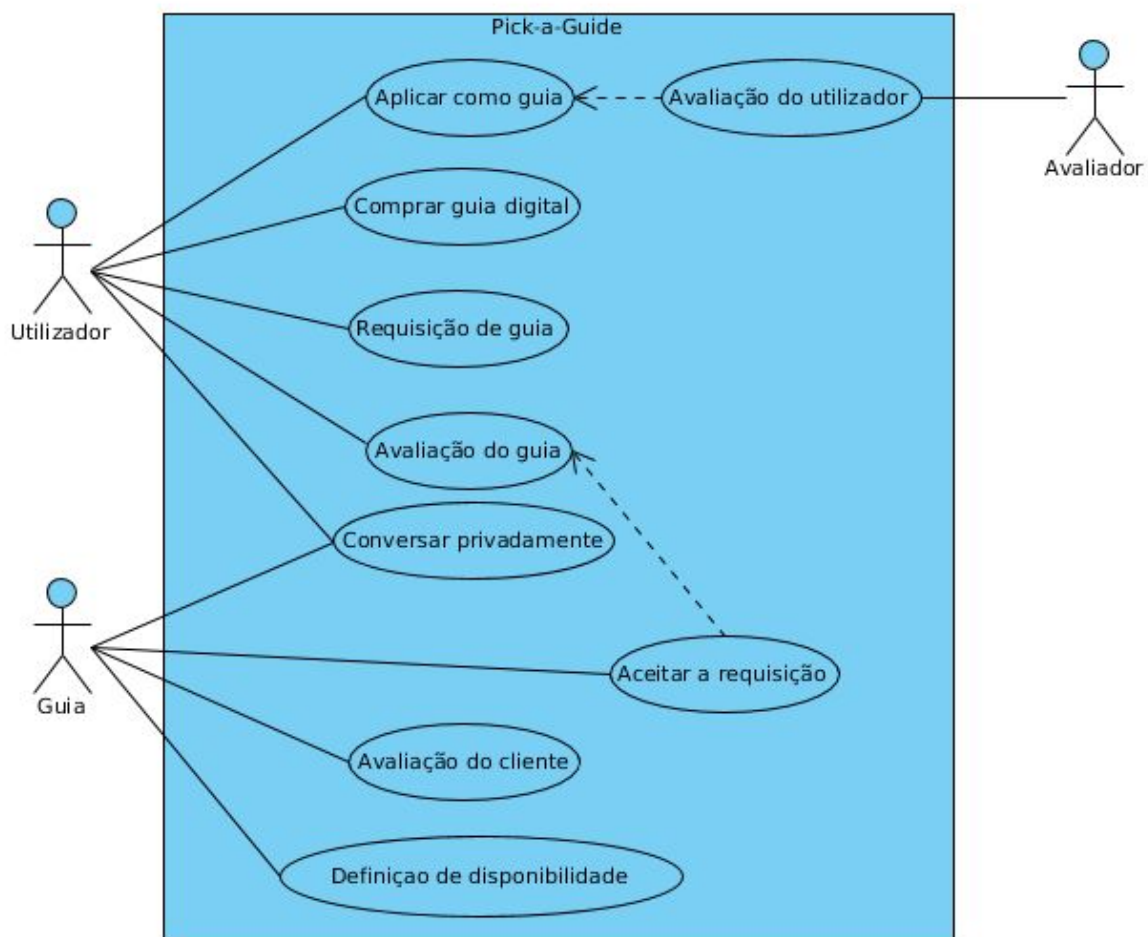 Pick-a-Guide
Aplicar como guia
Avaliação do utilizador
Avaliador
Comprar guia digital
Utilizador
Requisição de guia
Avaliação do guia
Conversar privadamente
Guia
Aceitar a requisição
Avaliação do cliente
Definiçao de disponibilidade